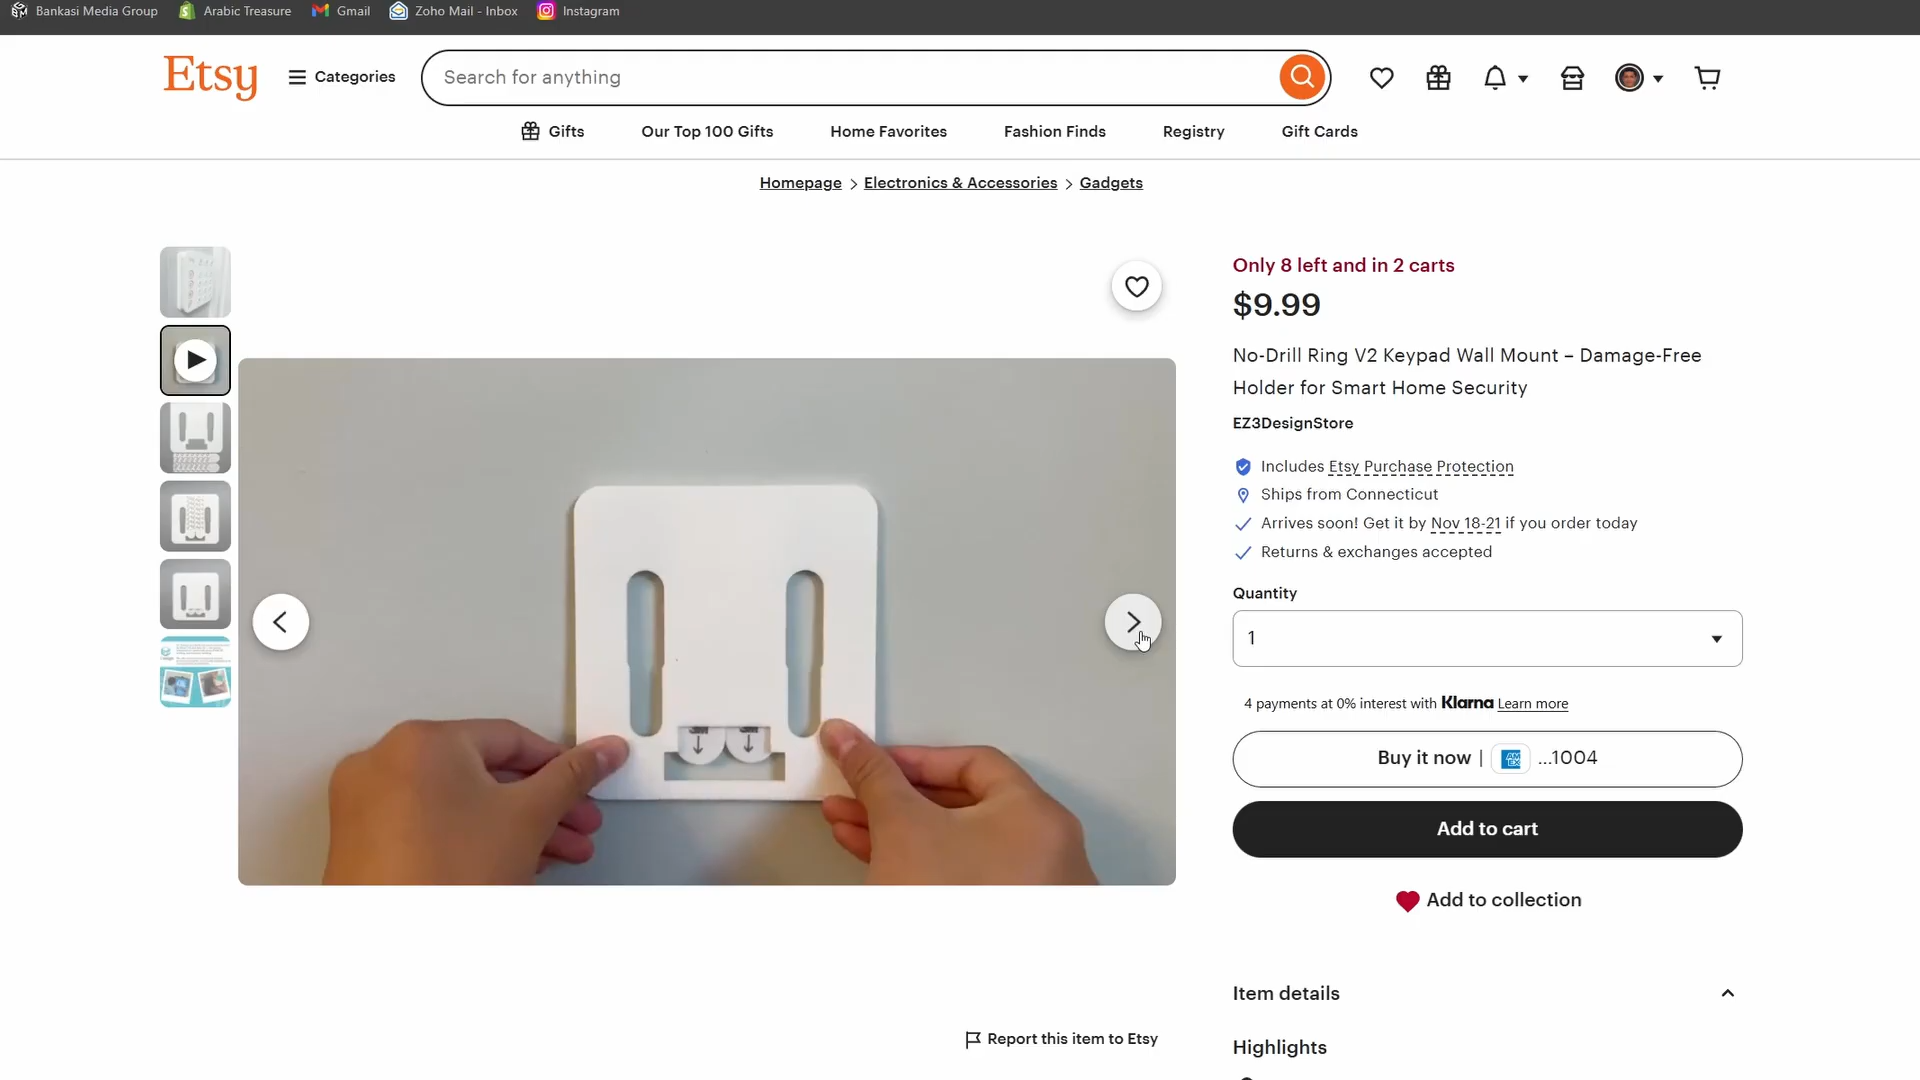 Bankasi Media Group
Arabic Treasure
Gmail
Zoho Mail - Inbox
Instagram
Etsy
Categories
Search for anything
Gifts
Our Top 100 Gifts
Home Favorites
Fashion Finds
Registry
Gift Cards
Homepage > Electronics & Accessories > Gadgets
Only 8 left and in 2 carts
$9.99
No-Drill Ring V2 Keypad Wall Mount – Damage-Free
Holder for Smart Home Security
EZ3DesignStore
Includes Etsy Purchase Protection
Ships from Connecticut
Arrives soon! Get it by Nov 18-21 if you order today
Returns & exchanges accepted
Quantity
1
4 payments at 0% interest with Klarna Learn more
Buy it now | AMEX ...1004
Add to cart
Add to collection
Item details
Report this item to Etsy
Highlights